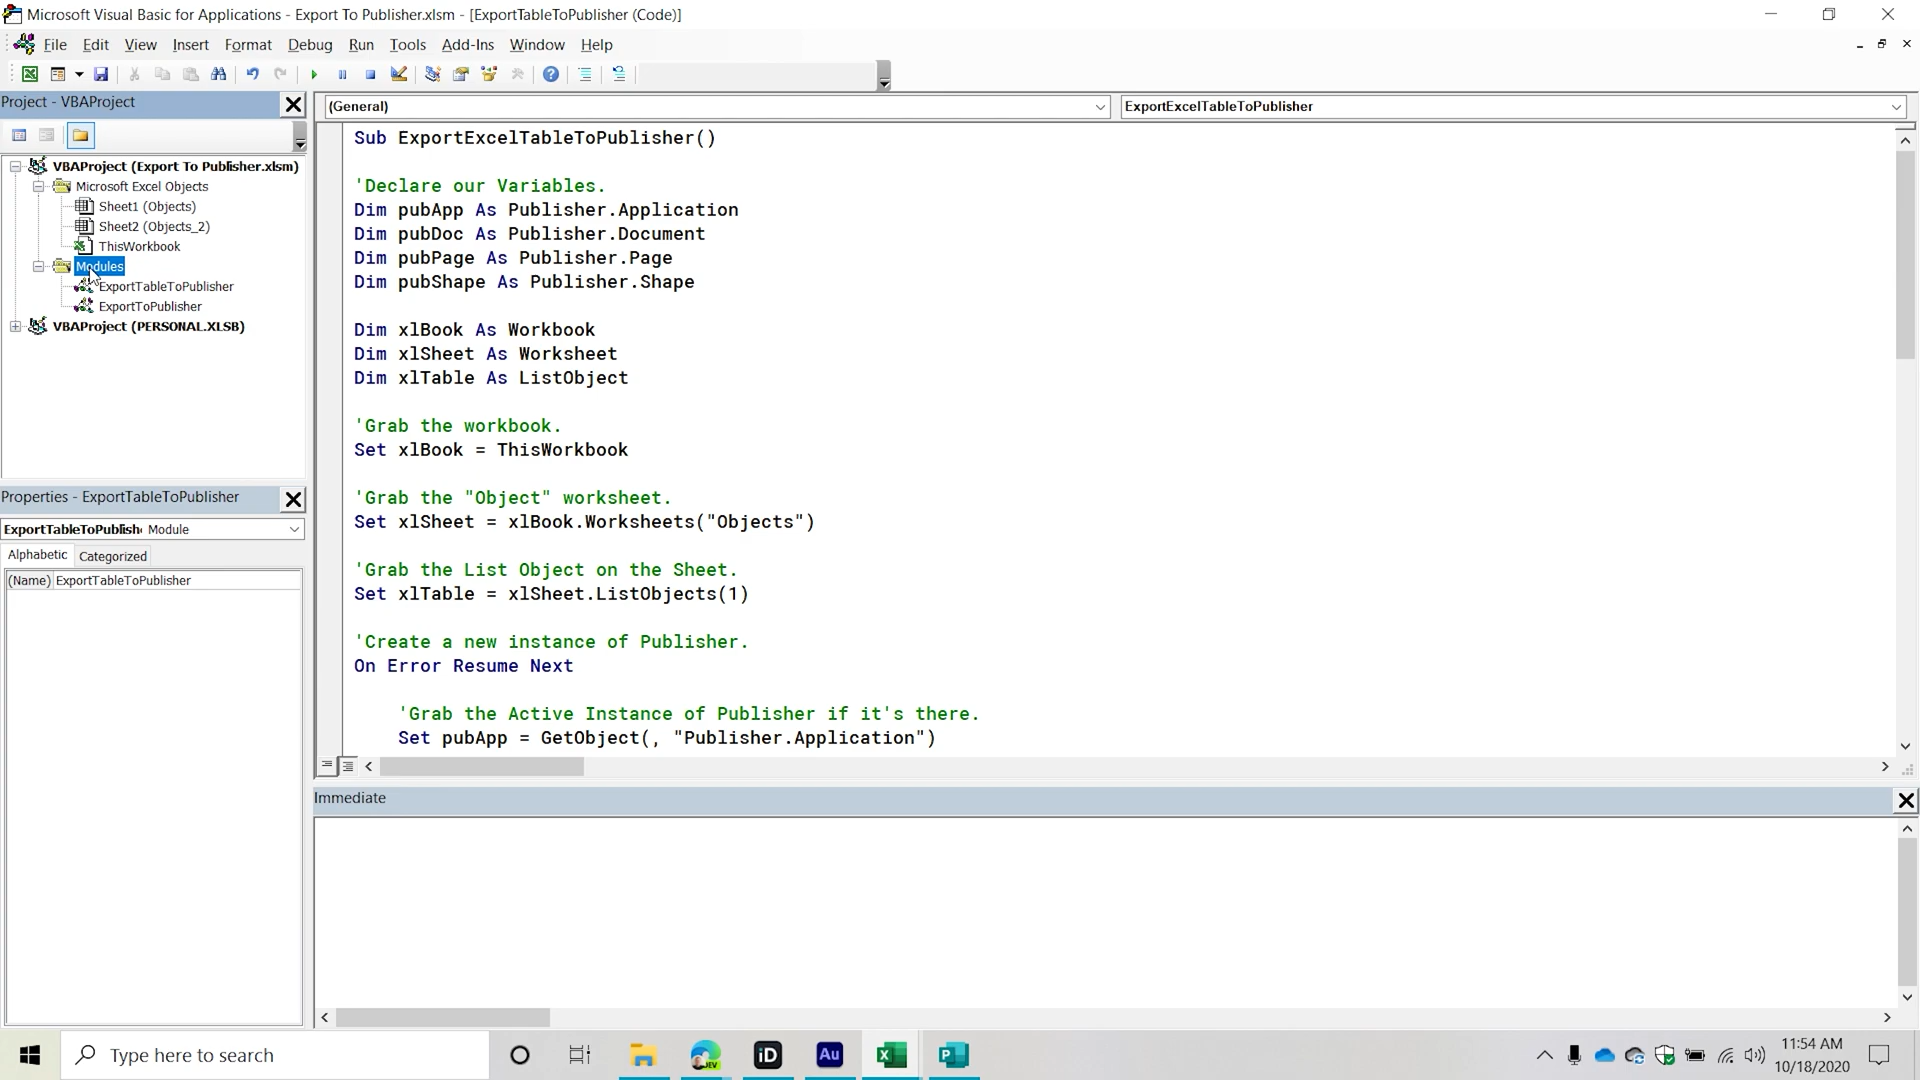 Microsoft Visual Basic for Applications - Export To Publisher.xlsm - [ExportTableToPublisher (Code)]
File Edit View Insert Format Debug Run Tools Add-Ins Window Help
Project - VBAProject
VBAProject (Export To Publisher.xlsm)
Microsoft Excel Objects
Sheet1 (Objects)
Sheet2 (Objects_2)
ThisWorkbook
Modules
ExportTableToPublisher
ExportToPublisher
VBAProject (PERSONAL.XLSB)
Properties - ExportTableToPublisher
ExportTableToPublishe Module
Alphabetic Categorized
(Name) ExportTableToPublisher
(General) ExportExcelTableToPublisher
Sub ExportExcelTableToPublisher()
'Declare our Variables.
Dim pubApp As Publisher.Application
Dim pubDoc As Publisher.Document
Dim pubPage As Publisher.Page
Dim pubShape As Publisher.Shape
Dim xlBook As Workbook
Dim xlSheet As Worksheet
Dim xlTable As ListObject
'Grab the workbook.
Set xlBook = ThisWorkbook
'Grab the "Object" worksheet.
Set xlSheet = xlBook.Worksheets("Objects")
'Grab the List Object on the Sheet.
Set xlTable = xlSheet.ListObjects(1)
'Create a new instance of Publisher.
On Error Resume Next
'Grab the Active Instance of Publisher if it's there.
Set pubApp = GetObject(, "Publisher.Application")
Immediate
Type here to search
DEV
iD
Au
X
P
11:54 AM
10/18/2020